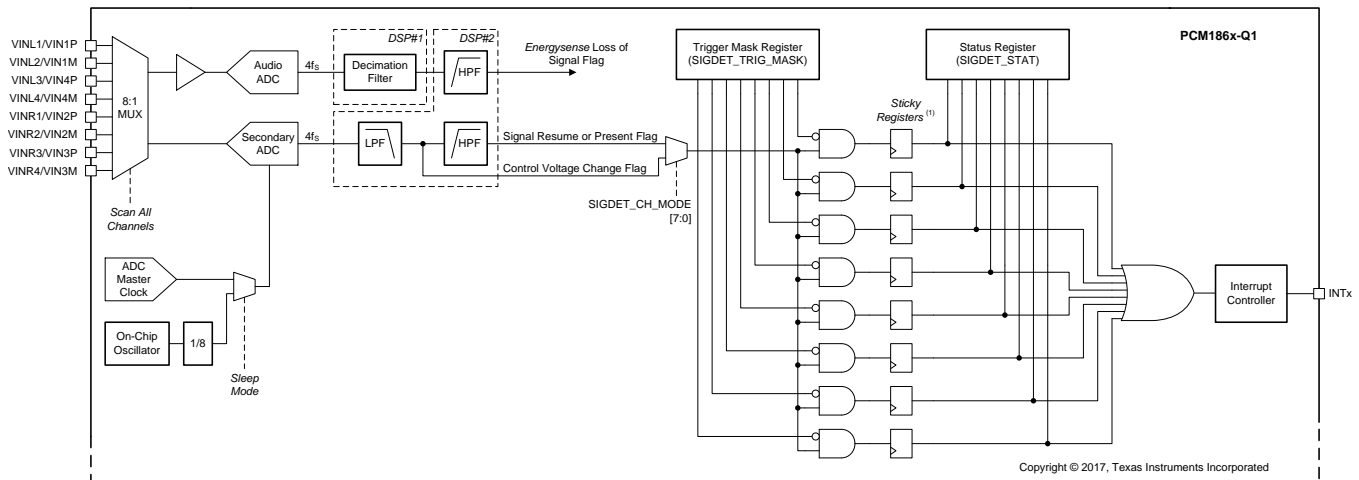 PCM186x-Q1
VINL1/VIN1P
VINL2/VIN1M
VINL3/VIN4P
VINL4/VIN4M
VINR1/VIN2P
VINR2/VIN2M
VINR3/VIN3P
VINR4/VIN3M
8:1
MUX
Scan All
Channels
Audio
ADC
4fS
Secondary
ADC
4fS
DSP#1
Decimation
Filter
DSP#2
HPF
LPF
HPF
Energysense Loss of
Signal Flag
Signal Resume or Present Flag
Control Voltage Change Flag
SIGDET_CH_MODE
[7:0]
ADC
Master
Clock
On-Chip
Oscillator
1/8
Sleep
Mode
Trigger Mask Register
(SIGDET_TRIG_MASK)
Status Register
(SIGDET_STAT)
Sticky
Registers (1)
Interrupt
Controller
INTx
Copyright © 2017, Texas Instruments Incorporated